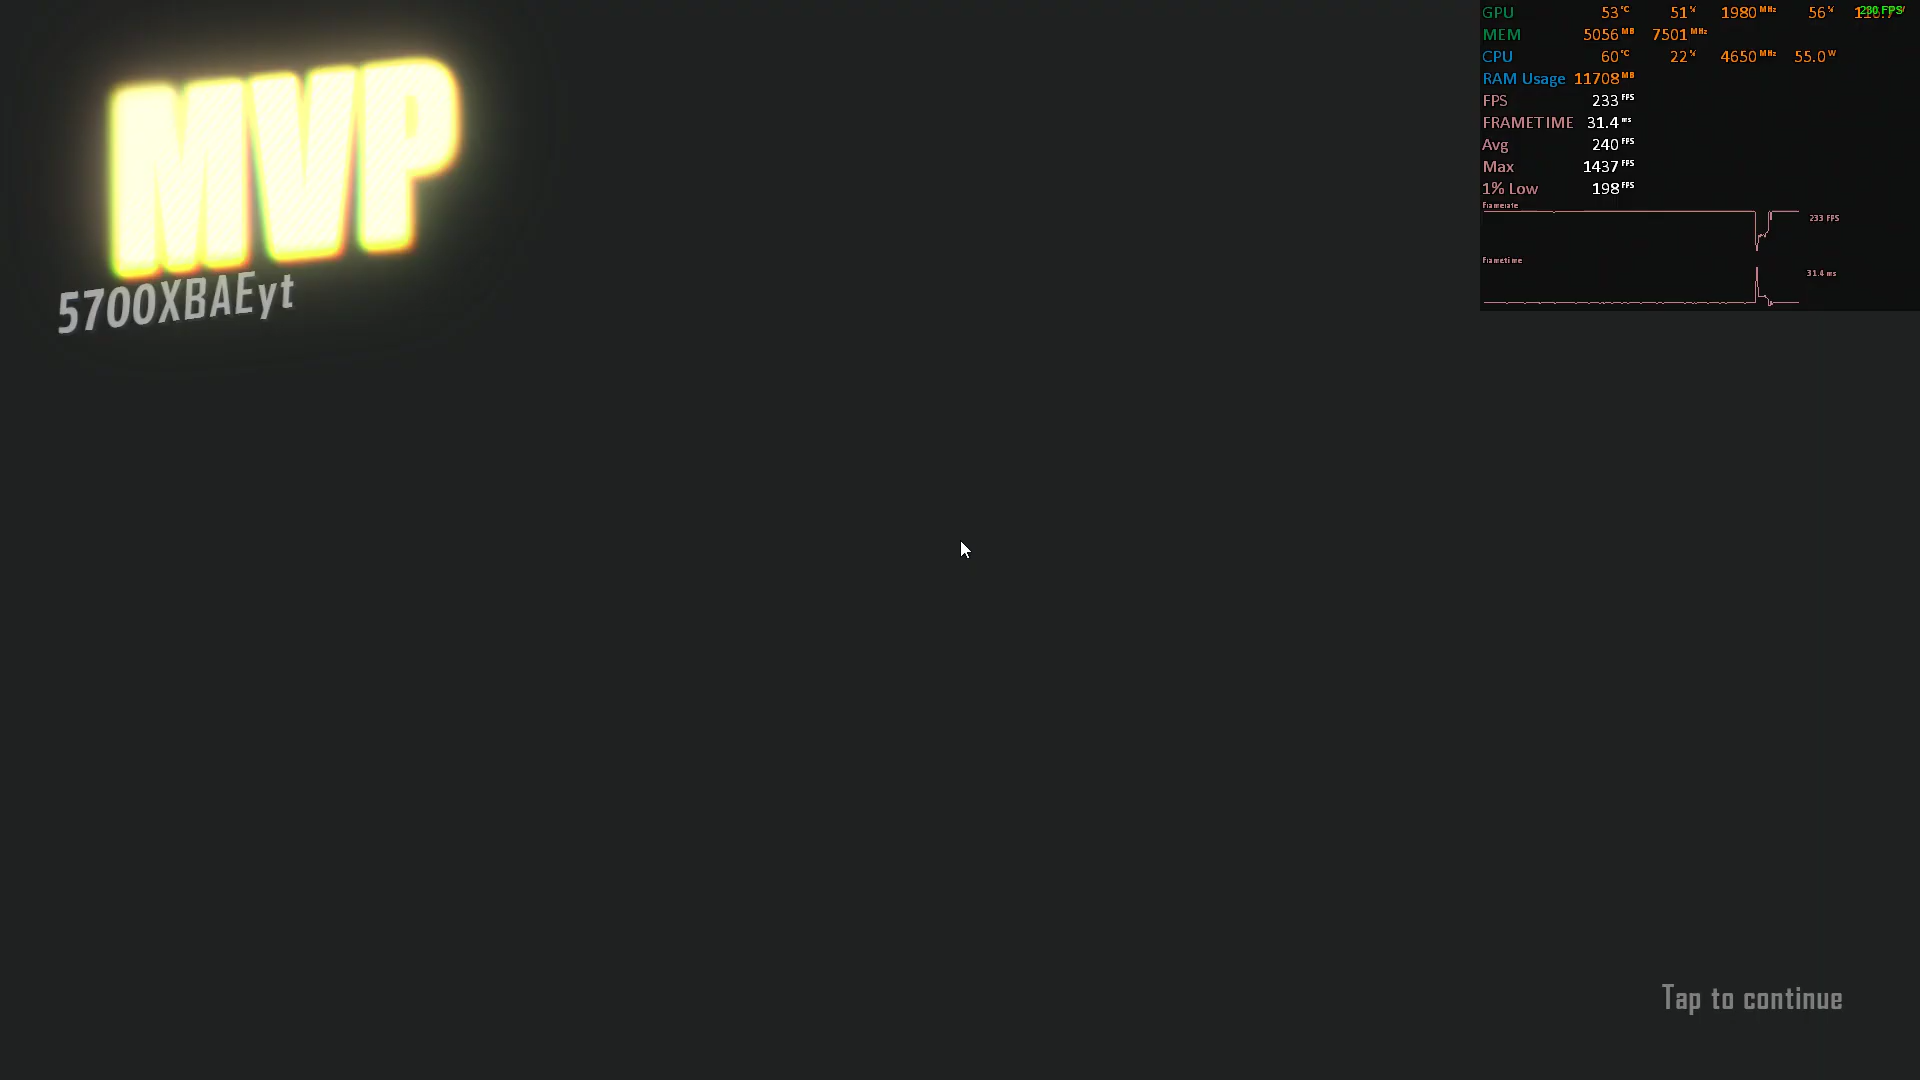 MVP
5700XBAEyt
GPU 53°C 51% 1980MHz 56%
230 FPS
MEM 5056MB 7501MHz
CPU 60°C 22% 4650MHz 55.0W
RAM Usage 11708MB
FPS 233FPS
FRAMETIME 31.4ms
Avg 240FPS
Max 1437FPS
1% Low 198FPS
Framerate
233 FPS
Frametime
31.4 ms
Tap to continue